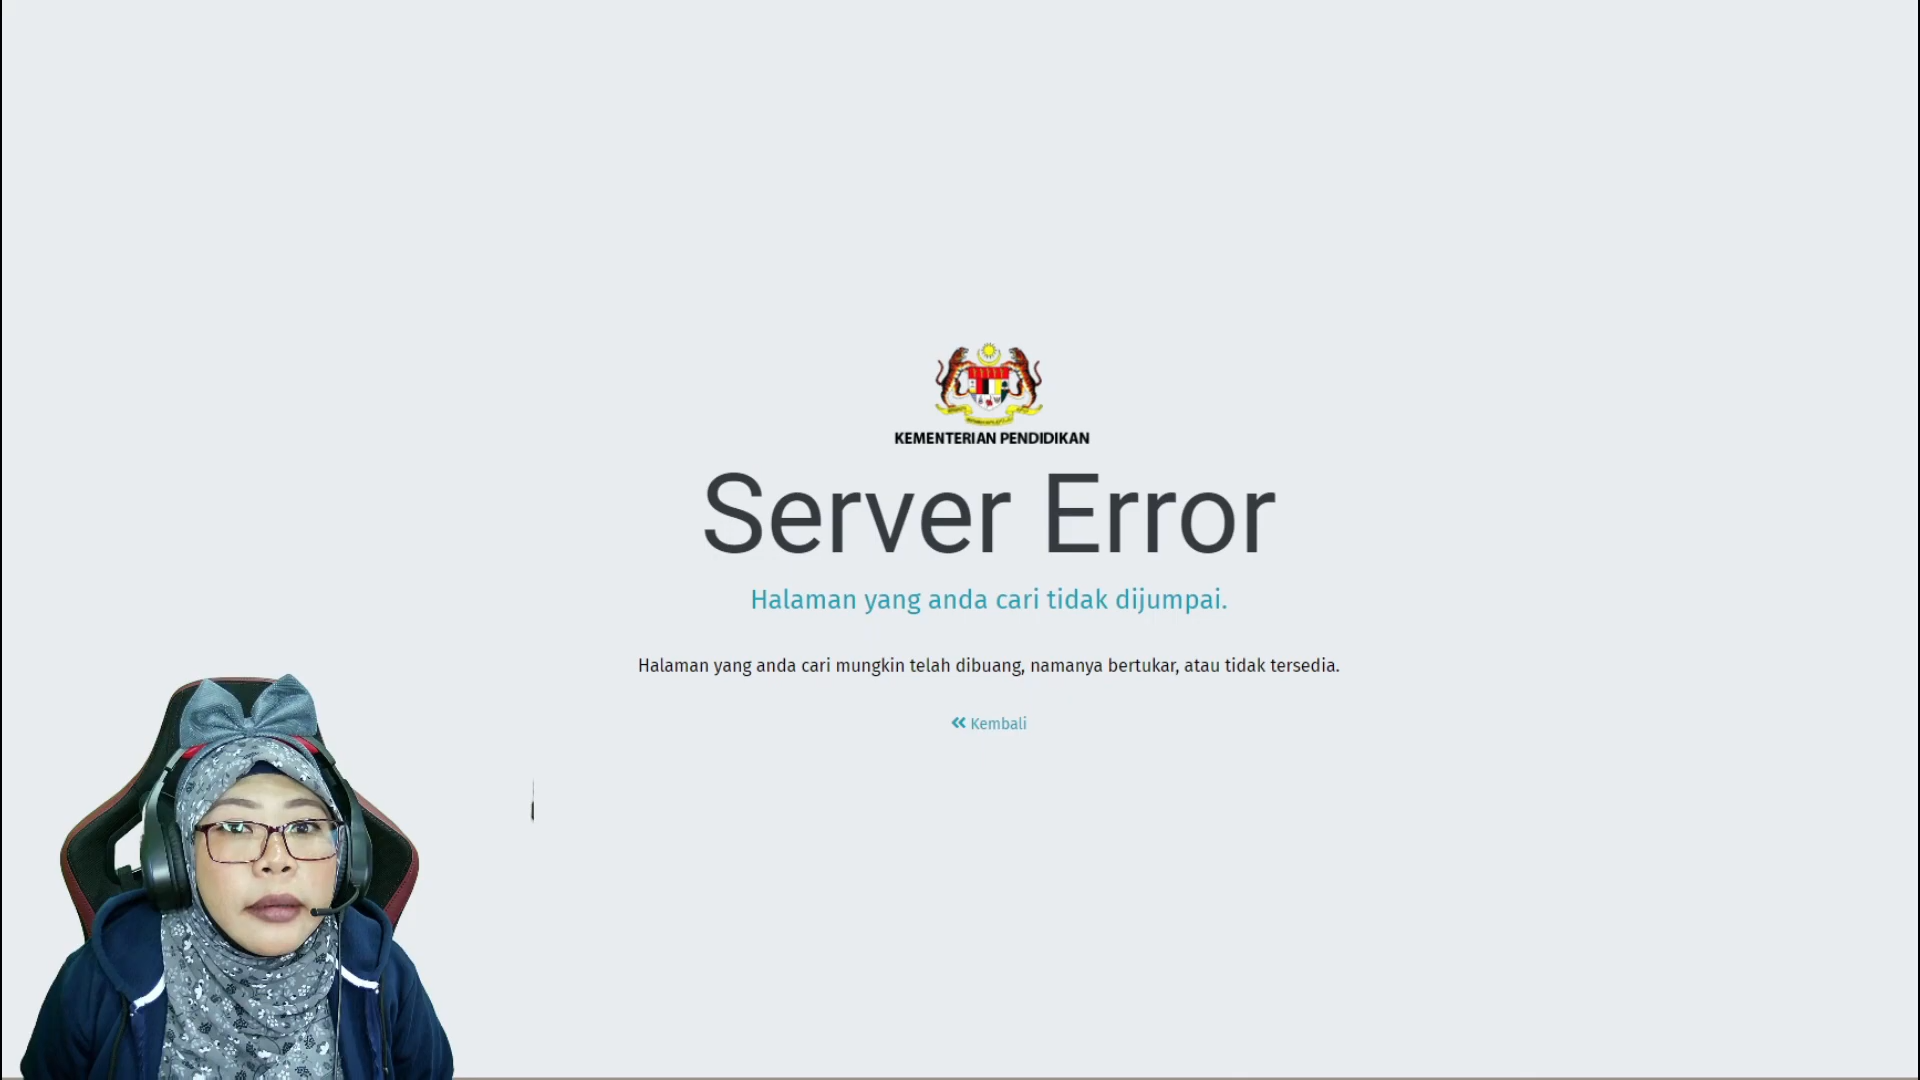 KEMENTERIAN PENDIDIKAN
Server Error
Halaman yang anda cari tidak dijumpai.
Halaman yang anda cari mungkin telah dibuang, namanya bertukar, atau tidak tersedia.
Kembali